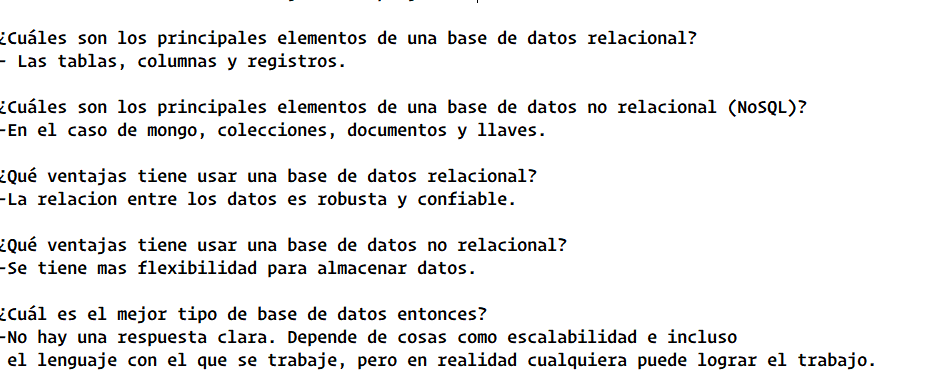 ¿Cuáles son los principales elementos de una base de datos relacional?
- Las tablas, columnas y registros.
¿Cuáles son los principales elementos de una base de datos no relacional (NoSQL)?
-En el caso de mongo, colecciones, documentos y llaves.
¿Qué ventajas tiene usar una base de datos relacional?
-La relacion entre los datos es robusta y confiable.
¿Qué ventajas tiene usar una base de datos no relacional?
-Se tiene mas flexibilidad para almacenar datos.
¿Cuál es el mejor tipo de base de datos entonces?
-No hay una respuesta clara. Depende de cosas como escalabilidad e incluso
el lenguaje con el que se trabaje, pero en realidad cualquiera puede lograr el trabajo.